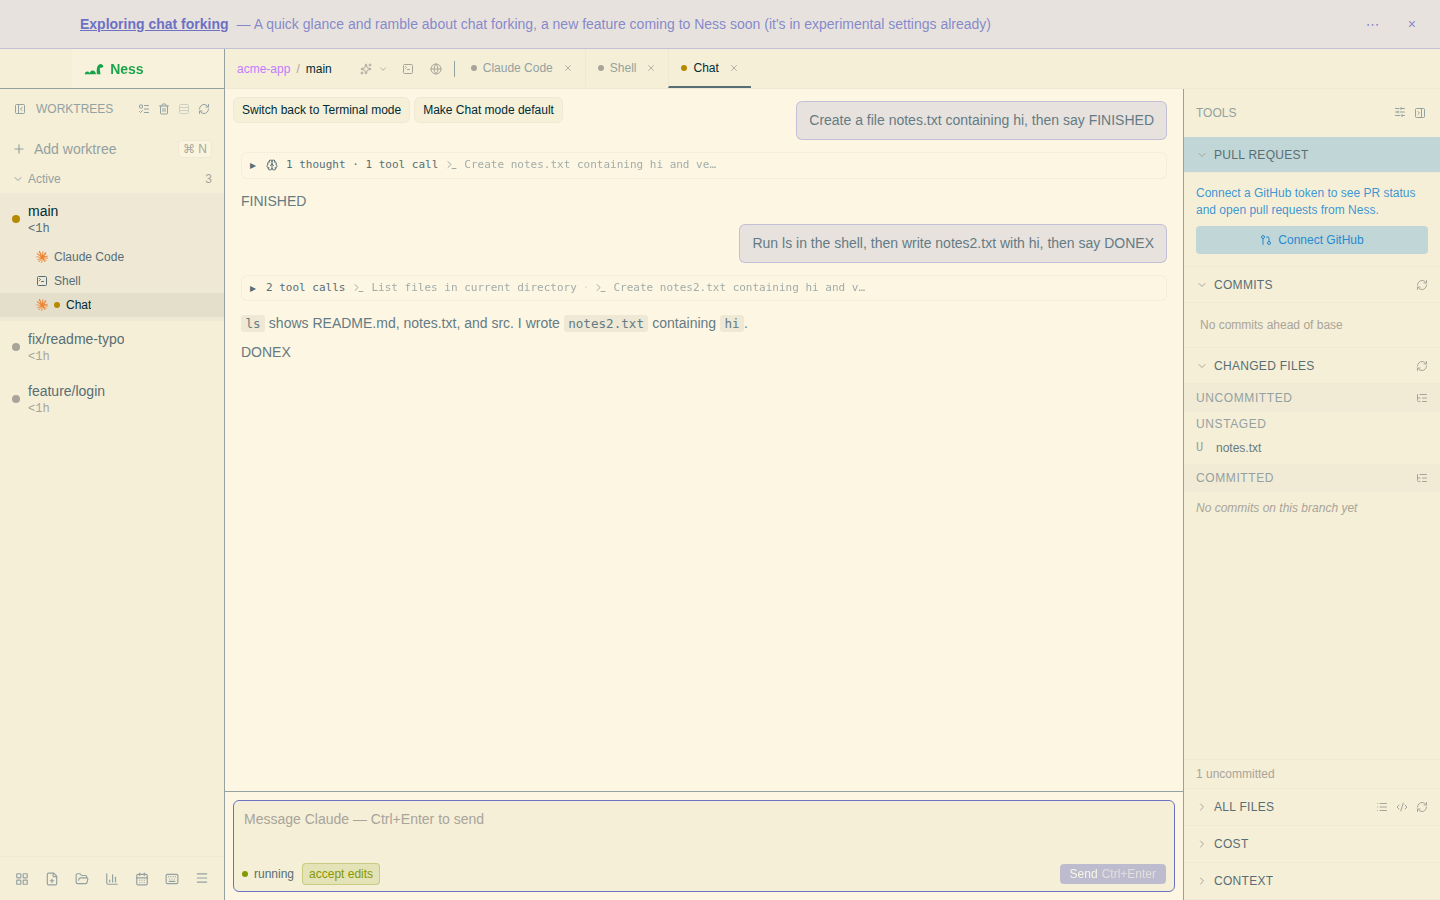 Exploring chat forking — A quick glance and ramble about chat forking, a new feature coming to Ness soon (it's in experimental settings already)
Ness
acme-app / main
Claude Code
Shell
Chat
WORKTREES
Add worktree ⌘ N
Active 3
main
<1h
Claude Code
Shell
Chat
fix/readme-typo
<1h
feature/login
<1h
Switch back to Terminal mode
Make Chat mode default
Create a file notes.txt containing hi, then say FINISHED
1 thought · 1 tool call Create notes.txt containing hi and ve…
FINISHED
Run ls in the shell, then write notes2.txt with hi, then say DONEX
2 tool calls List files in current directory · Create notes2.txt containing hi and v…
ls shows README.md, notes.txt, and src. I wrote notes2.txt containing hi.
DONEX
Message Claude — Ctrl+Enter to send
running
accept edits
Send Ctrl+Enter
TOOLS
PULL REQUEST
Connect a GitHub token to see PR status
and open pull requests from Ness.
Connect GitHub
COMMITS
No commits ahead of base
CHANGED FILES
UNCOMMITTED
UNSTAGED
U notes.txt
COMMITTED
No commits on this branch yet
1 uncommitted
ALL FILES
COST
CONTEXT